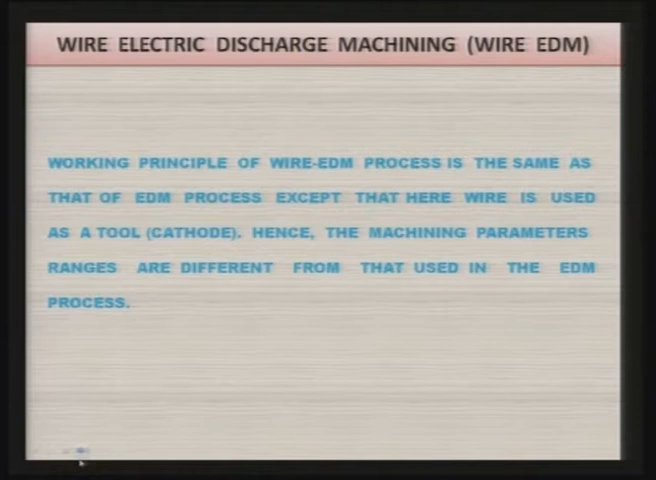 WIRE ELECTRIC DISCHARGE MACHINING (WIRE EDM)
WORKING PRINCIPLE OF WIRE-EDM PROCESS IS THE SAME AS
THAT OF EDM PROCESS EXCEPT THAT HERE WIRE IS USED
AS A TOOL (CATHODE). HENCE, THE MACHINING PARAMETERS
RANGES ARE DIFFERENT FROM THAT USED IN THE EDM
PROCESS.